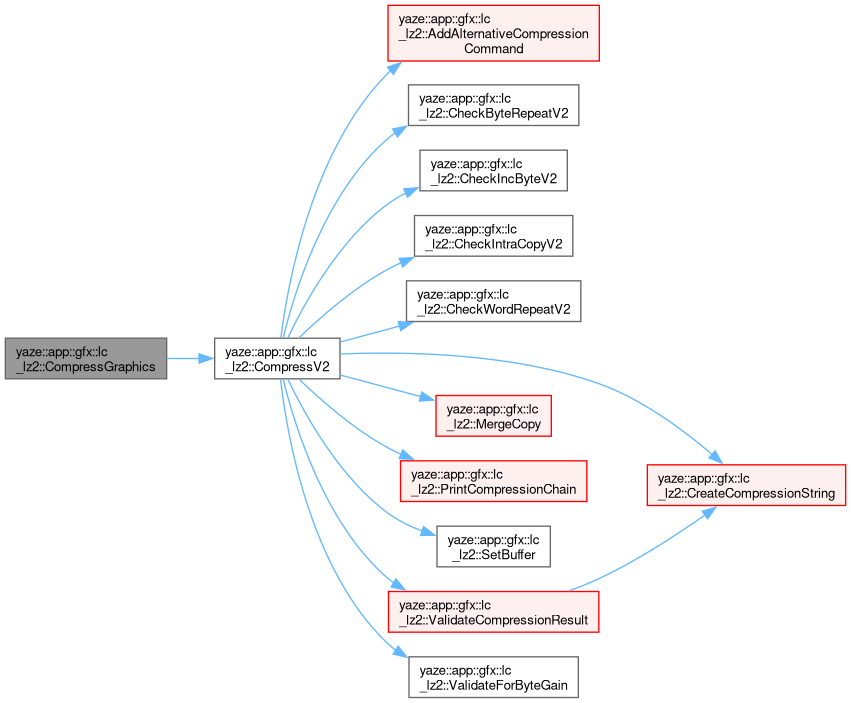 yaze::app::gfx::lc
_lz2::AddAlternativeCompression
Command
yaze::app::gfx::lc
_lz2::CheckByteRepeatV2
yaze::app::gfx::lc
_lz2::CheckIncByteV2
yaze::app::gfx::lc
_lz2::CheckIntraCopyV2
yaze::app::gfx::lc
_lz2::CheckWordRepeatV2
yaze::app::gfx::lc
_lz2::CompressGraphics
yaze::app::gfx::lc
_lz2::CompressV2
yaze::app::gfx::lc
_lz2::MergeCopy
yaze::app::gfx::lc
_lz2::PrintCompressionChain
yaze::app::gfx::lc
_lz2::CreateCompressionString
yaze::app::gfx::lc
_lz2::SetBuffer
yaze::app::gfx::lc
_lz2::ValidateCompressionResult
yaze::app::gfx::lc
_lz2::ValidateForByteGain